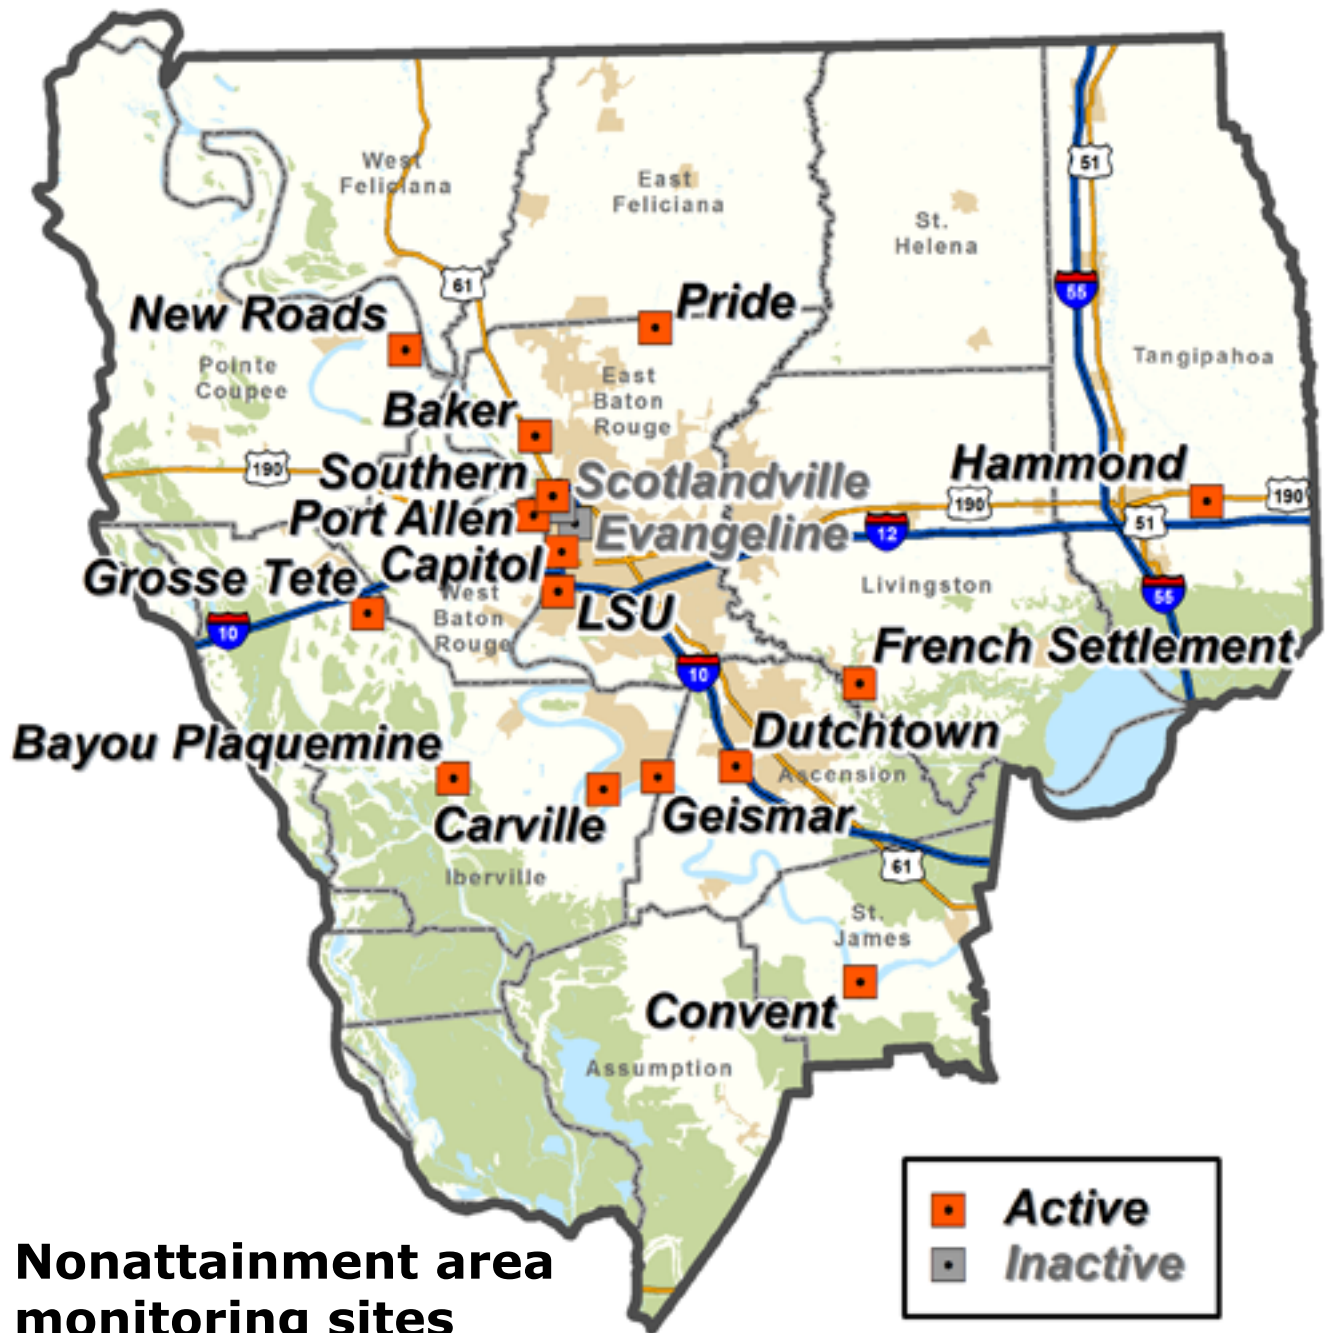 West
Feliciana
East
Feliciana
St.
Helena
51
61
55
New Roads
Pride
Pointe
Coupee
Tangipahoa
East
Baton
Rouge
Baker
190
Southern
Scotlandville
Hammond
190
190
Port Allen
Evangeline
12
51
Grosse Tete
Capitol
West
Baton
Rouge
LSU
Livingston
55
10
French Settlement
10
Bayou Plaquemine
Dutchtown
Ascension
Carville
Geismar
61
Iberville
St.
James
Convent
Assumption
Active
Inactive
Nonattainment area
monitoring sites